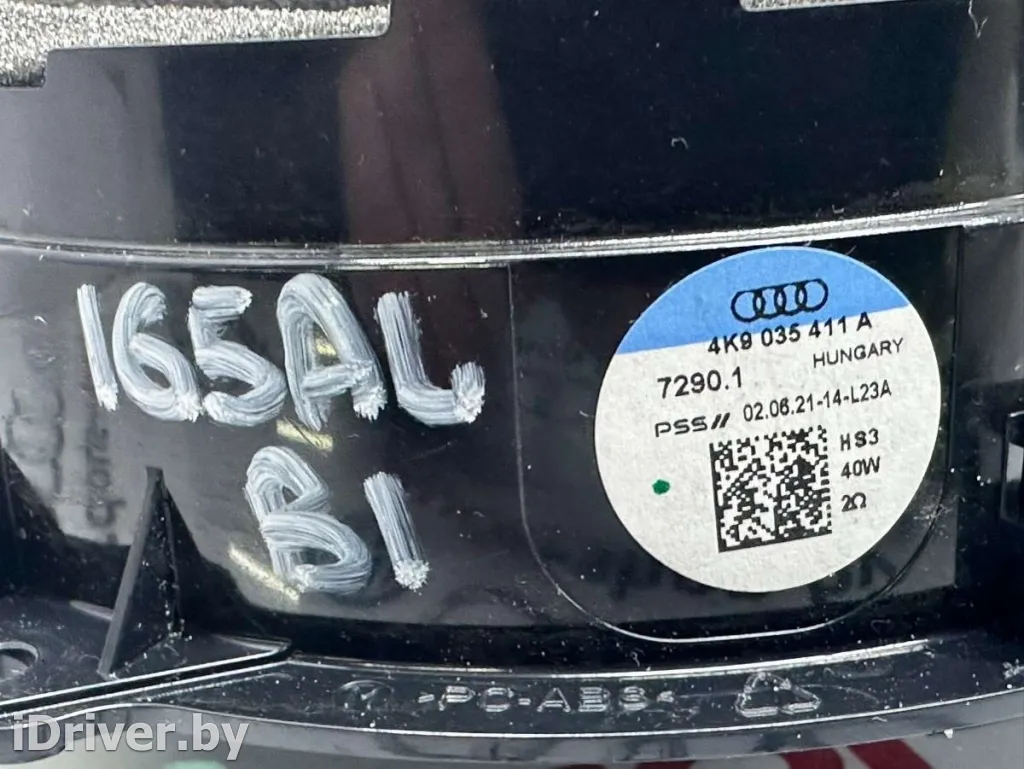 165AL
B1
4K9 035 411 A
HUNGARY
7290.1
PSS// 02.06.21-14-L23A
HS3
40W
2Ω
>PC-ABS<
iDriver.by